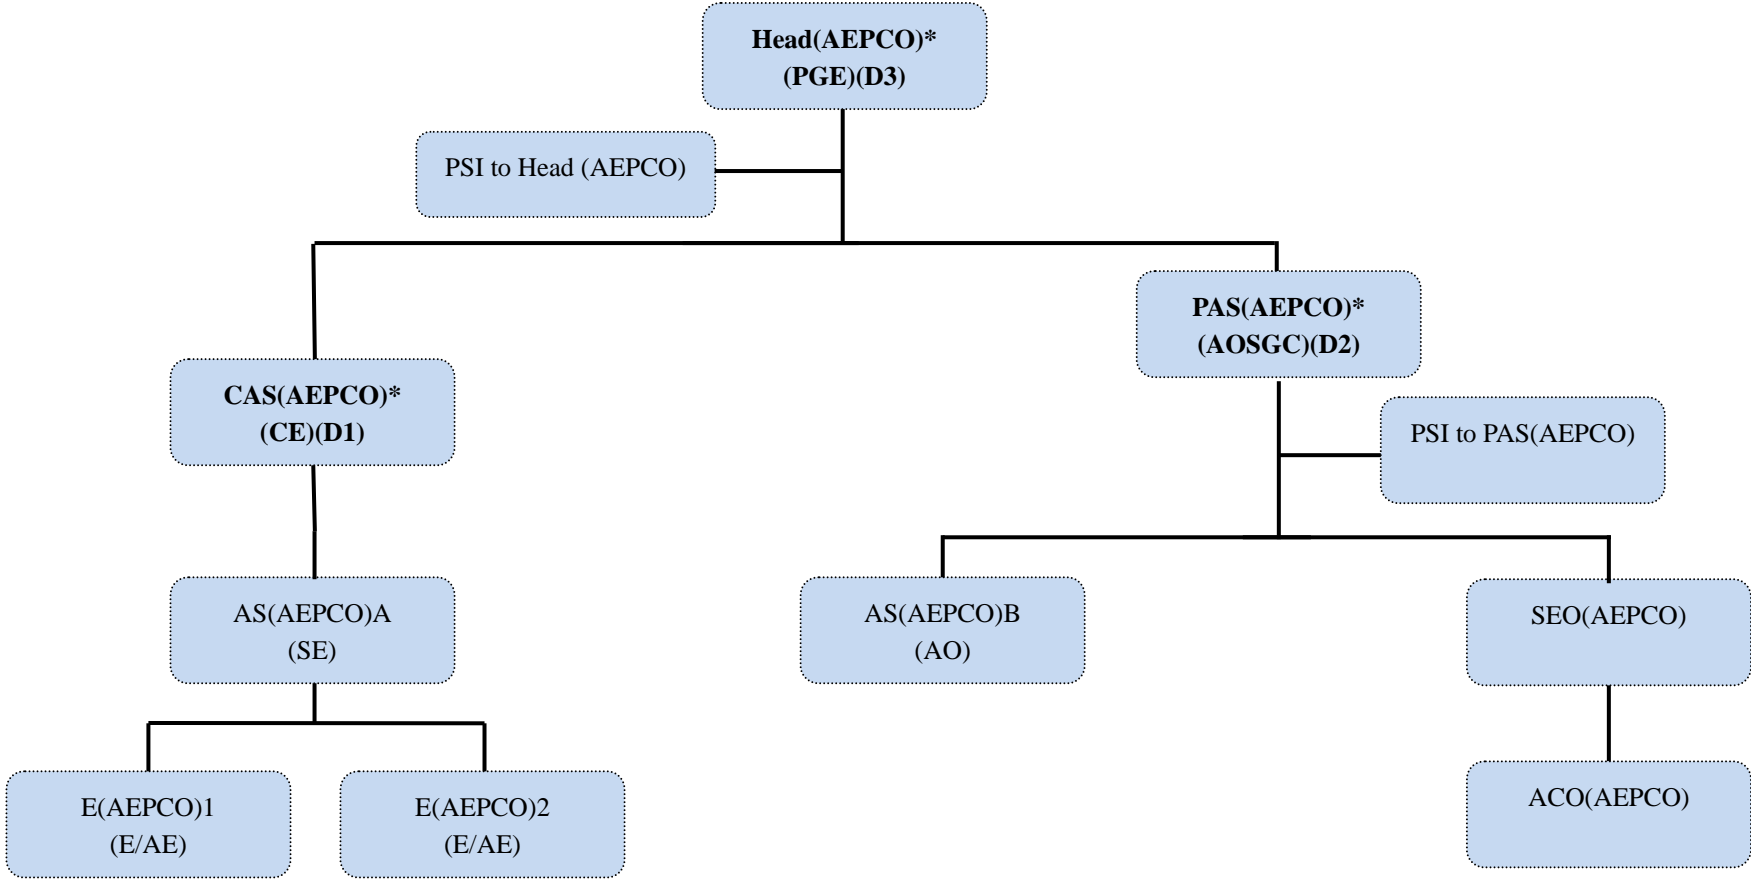 Head(AEPCO)*
(PGE)(D3)
PSI to Head (AEPCO)
PAS(AEPCO)*
(AOSGC)(D2)
CAS(AEPCO)*
(CE)(D1)
PSI to PAS(AEPCO)
AS(AEPCO)A
(SE)
AS(AEPCO)B
(AO)
SEO(AEPCO)
E(AEPCO)1
(E/AE)
E(AEPCO)2
(E/AE)
ACO(AEPCO)